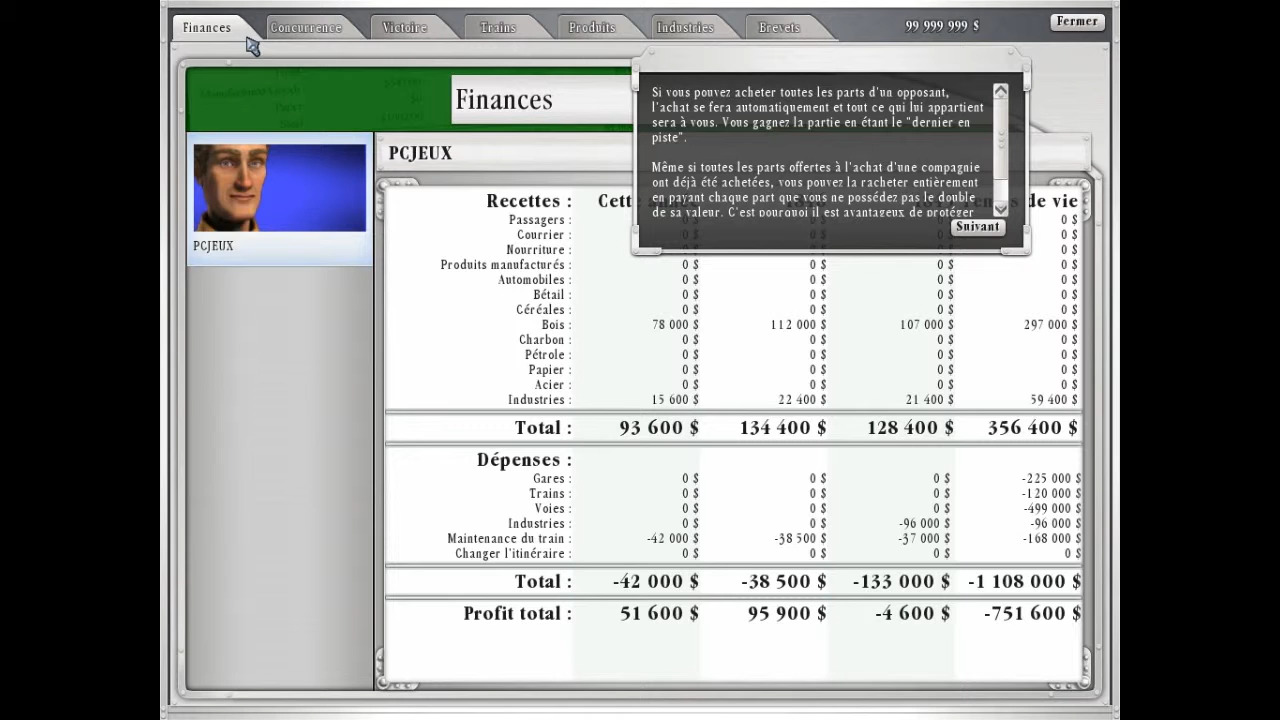 Finances Concurrence Victoire Trains Produits Industries Brevets 99 999 999 $ Fermer
Finances
Si vous pouvez acheter toutes les parts d'un opposant,
l'achat se fera automatiquement et tout ce qui lui appartient
sera à vous. Vous gagnez la partie en étant le "dernier en
piste".
Même si toutes les parts offertes à l'achat d'une compagnie
ont déjà été achetées, vous pouvez la racheter entièrement
en payant chaque part que vous ne possédez pas le double
de sa valeur. C'est pourquoi il est avantageux de protéger
Suivant
PCJEUX
PCJEUX
Recettes : de vie
Passagers : 0 $ 0 $ 0 $ 0 $
Courrier : 0 $ 0 $ 0 $ 0 $
Nourriture : 0 $ 0 $ 0 $ 0 $
Produits manufacturés : 0 $ 0 $ 0 $ 0 $
Automobiles : 0 $ 0 $ 0 $ 0 $
Bétail : 0 $ 0 $ 0 $ 0 $
Céréales : 0 $ 0 $ 0 $ 0 $
Bois : 78 000 $ 112 000 $ 107 000 $ 297 000 $
Charbon : 0 $ 0 $ 0 $ 0 $
Pétrole : 0 $ 0 $ 0 $ 0 $
Papier : 0 $ 0 $ 0 $ 0 $
Acier : 0 $ 0 $ 0 $ 0 $
Industries : 15 600 $ 22 400 $ 21 400 $ 59 400 $
Total : 93 600 $ 134 400 $ 128 400 $ 356 400 $
Dépenses :
Gares : 0 $ 0 $ 0 $ -225 000 $
Trains : 0 $ 0 $ 0 $ -120 000 $
Voies : 0 $ 0 $ 0 $ -499 000 $
Industries : 0 $ 0 $ -96 000 $ -96 000 $
Maintenance du train : -42 000 $ -38 500 $ -37 000 $ -168 000 $
Changer l'itinéraire : 0 $ 0 $ 0 $ 0 $
Total : -42 000 $ -38 500 $ -133 000 $ -1 108 000 $
Profit total : 51 600 $ 95 900 $ -4 600 $ -751 600 $